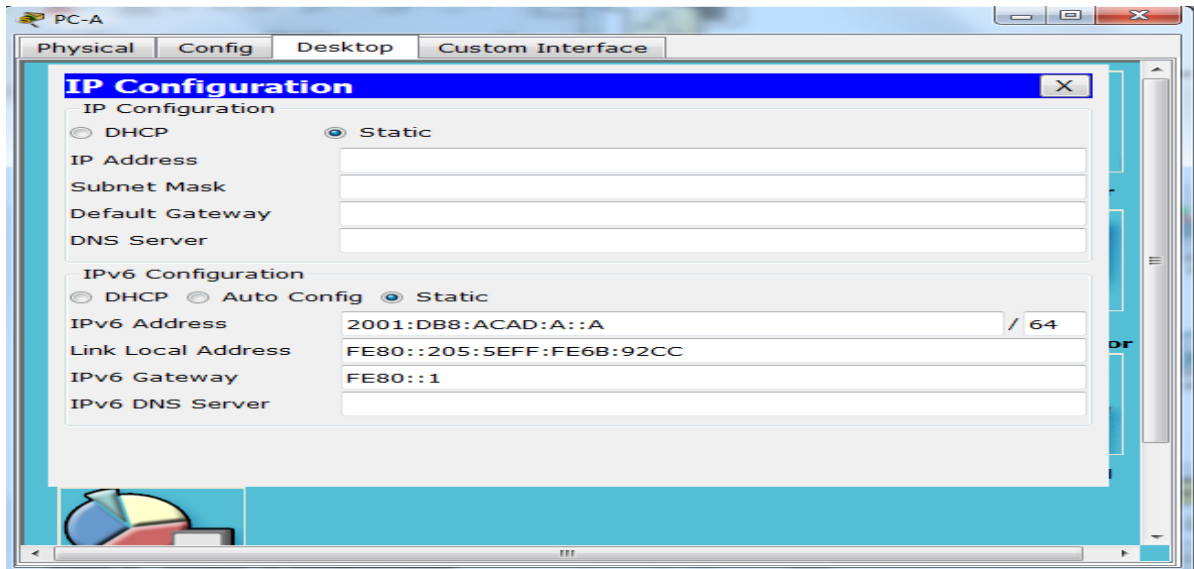 PC-A
Physical Config Desktop Custom Interface
IP Configuration X
IP Configuration
DHCP Static
IP Address
Subnet Mask
Default Gateway
DNS Server
IPv6 Configuration
DHCP Auto Config Static
IPv6 Address 2001:DB8:ACAD:A::A / 64
Link Local Address FE80::205:5EFF:FE6B:92CC
IPv6 Gateway FE80::1
IPv6 DNS Server